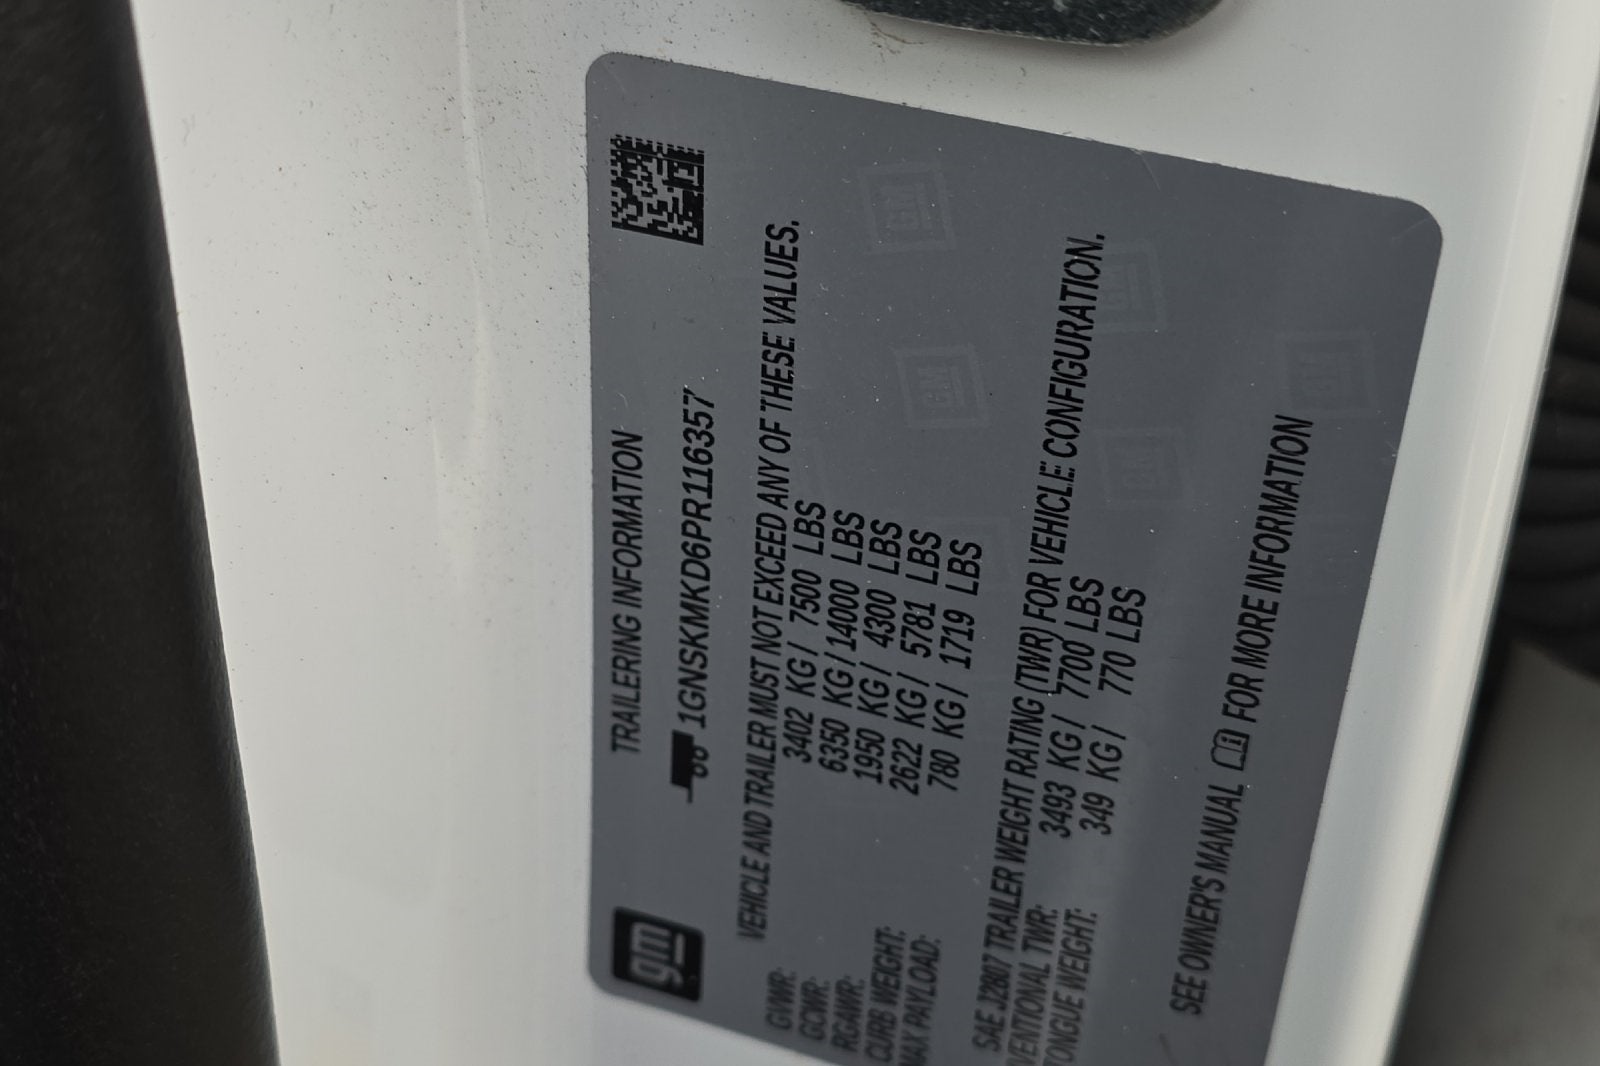 gm TRAILERING INFORMATION
1GNSKMKD6PR116357
VEHICLE AND TRAILER MUST NOT EXCEED ANY OF THESE VALUES.
GVWR: 3402 KG/ 7500 LBS
GCWR: 6350 KG/14000 LBS
RGAWR: 1950 KG/ 4300 LBS
CURB WEIGHT: 2622 KG/ 5781 LBS
MAX PAYLOAD: 780 KG/ 1719 LBS
SAE J2807 TRAILER WEIGHT RATING (TWR) FOR VEHICLE CONFIGURATION.
VENTIONAL TWR: 3493 KG/ 7700 LBS
TONGUE WEIGHT: 349 KG/ 770 LBS
SEE OWNER'S MANUAL FOR MORE INFORMATION